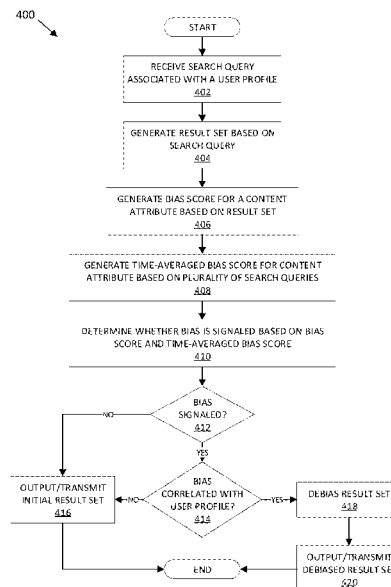 400
START
RECEIVE SEARCH QUERY
ASSOCIATED WITH A USER PROFILE
402
GENERATE RESULT SET BASED ON
SEARCH QUERY
404
GENERATE BIAS SCORE FOR A CONTENT
ATTRIBUTE BASED ON RESULT SET
406
GENERATE TIME-AVERAGED BIAS SCORE FOR CONTENT
ATTRIBUTE BASED ON PLURALITY OF SEARCH QUERIES
408
DETERMINE WHETHER BIAS IS SIGNALED BASED ON BIAS
SCORE AND TIME-AVERAGED BIAS SCORE
410
BIAS
SIGNALED?
412
NO
YES
BIAS
CORRELATED WITH
USER PROFILE?
414
NO
YES
OUTPUT/TRANSMIT
INITIAL RESULT SET
416
DEBIAS RESULT SET
418
OUTPUT/TRANSMIT
DEBIASED RESULT SET
420
END